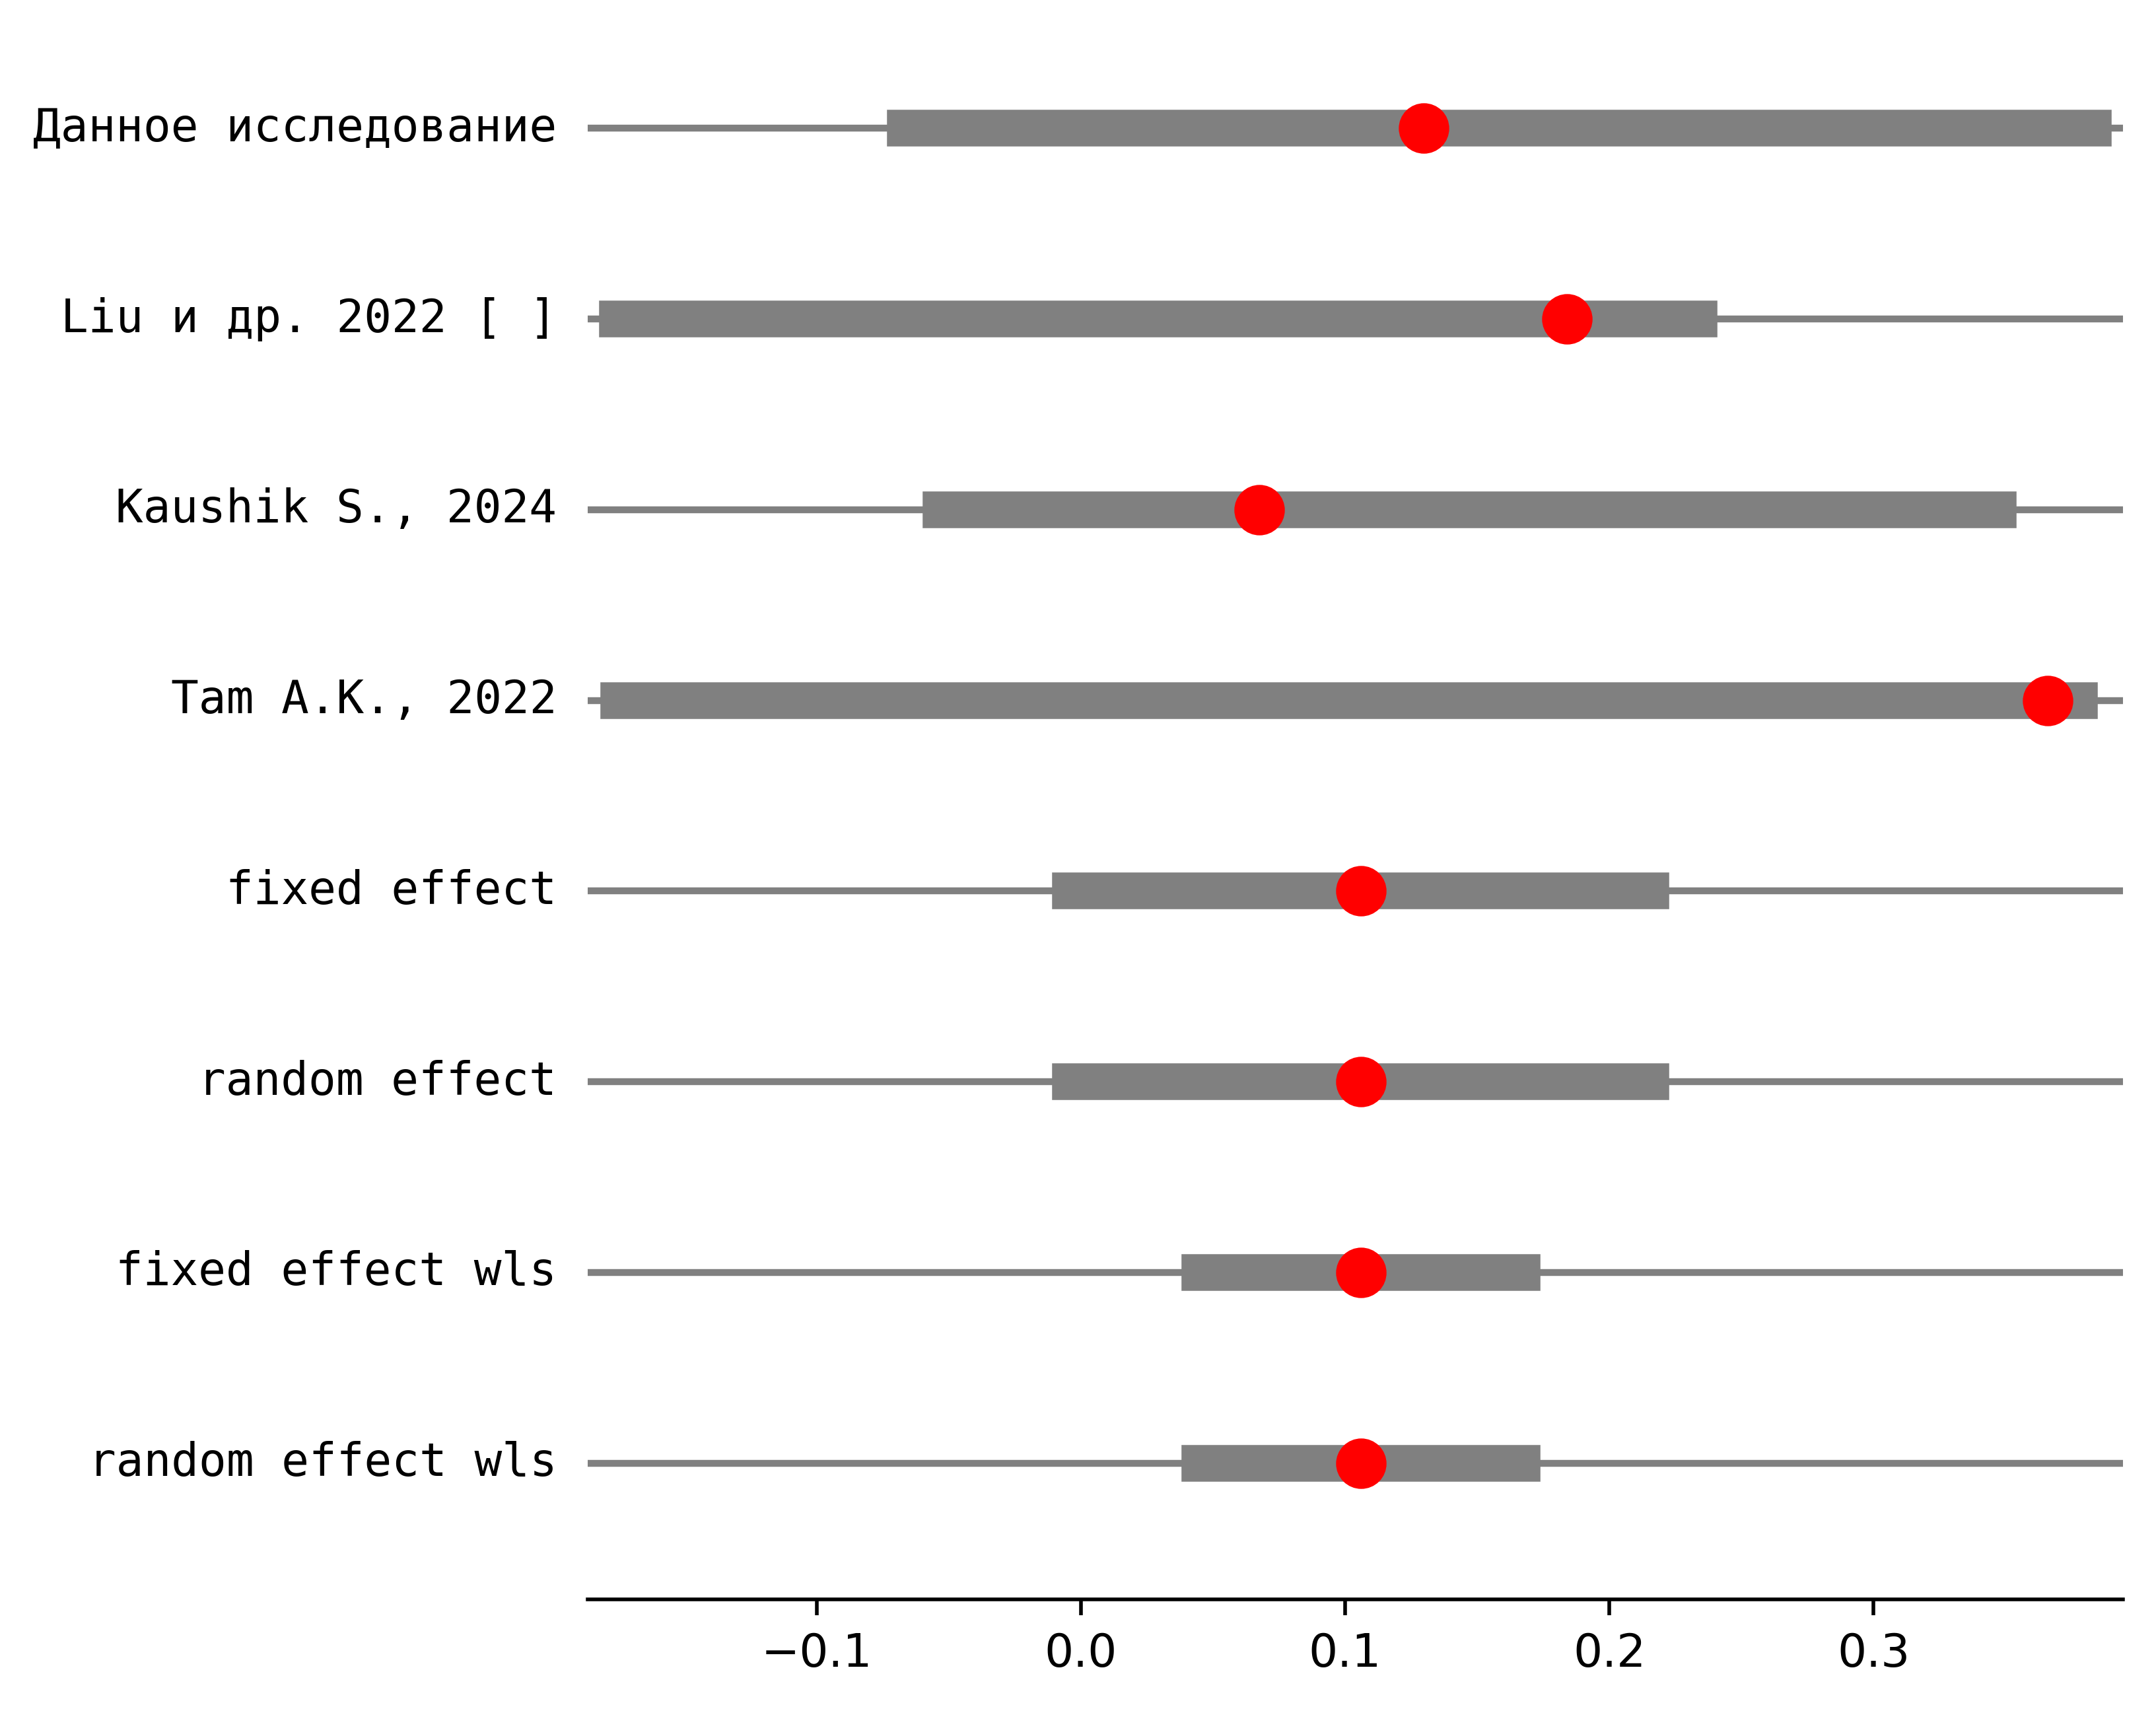 Данное исследование
Liu и др. 2022 [ ]
Kaushik S., 2024
Tam A.K., 2022
fixed effect
random effect
fixed effect wls
random effect wls
−0.1 0.0 0.1 0.2 0.3